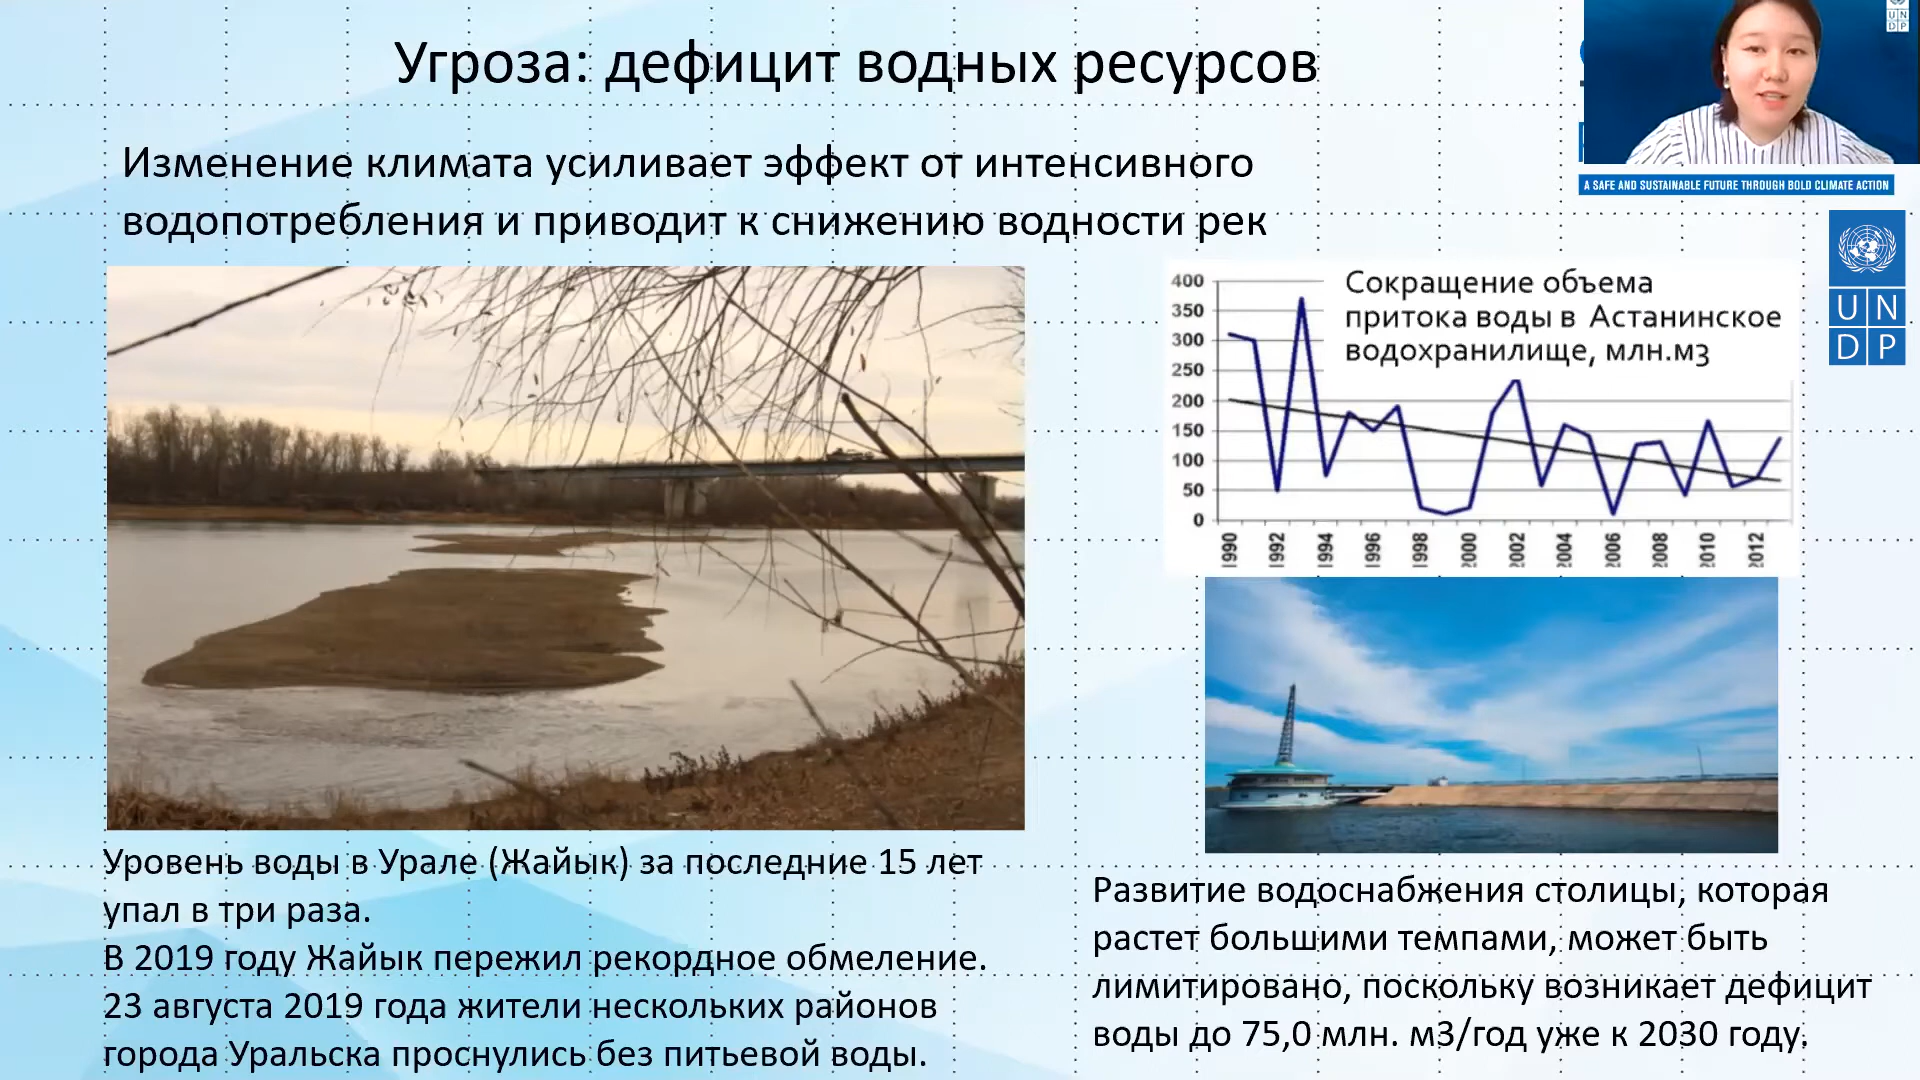 Угроза: дефицит водных ресурсов
Изменение климата усиливает эффект от интенсивного
водопотребления и приводит к снижению водности рек
A SAFE AND SUSTAINABLE FUTURE THROUGH BOLD CLIMATE ACTION
U N
D P
U N
D P
Сокращение объема
притока воды в Астанинское
водохранилище, млн.м3
400
350
300
250
200
150
100
50
0
1990
1992
1994
1996
1998
2000
2002
2004
2006
2008
2010
2012
Уровень воды в Урале (Жайык) за последние 15 лет
упал в три раза.
В 2019 году Жайык пережил рекордное обмеление.
23 августа 2019 года жители нескольких районов
города Уральска проснулись без питьевой воды.
Развитие водоснабжения столицы, которая
растет большими темпами, может быть
лимитировано, поскольку возникает дефицит
воды до 75,0 млн. м3/год уже к 2030 году.